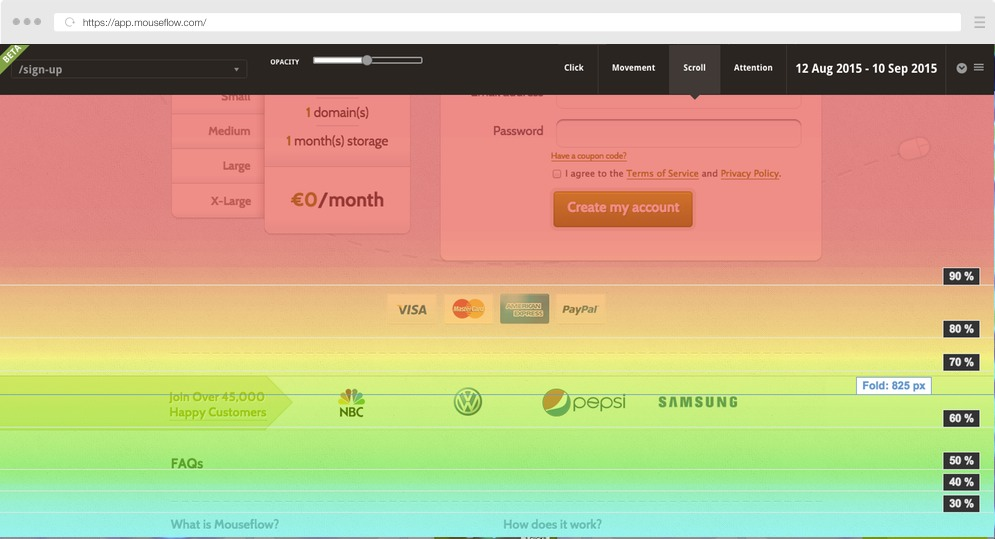 https://app.mouseflow.com/
BETA
/sign-up
OPACITY
Click
Movement
Scroll
Attention
12 Aug 2015 - 10 Sep 2015
Small
Medium
Large
X-Large
1 domain(s)
1 month(s) storage
€0/month
Password
Have a coupon code?
I agree to the Terms of Service and Privacy Policy.
Create my account
90 %
VISA
MasterCard
AMERICAN EXPRESS
PayPal
80 %
70 %
Fold: 825 px
Join Over 45,000
Happy Customers
NBC
pepsi
SAMSUNG
60 %
FAQs
50 %
40 %
30 %
What is Mouseflow?
How does it work?